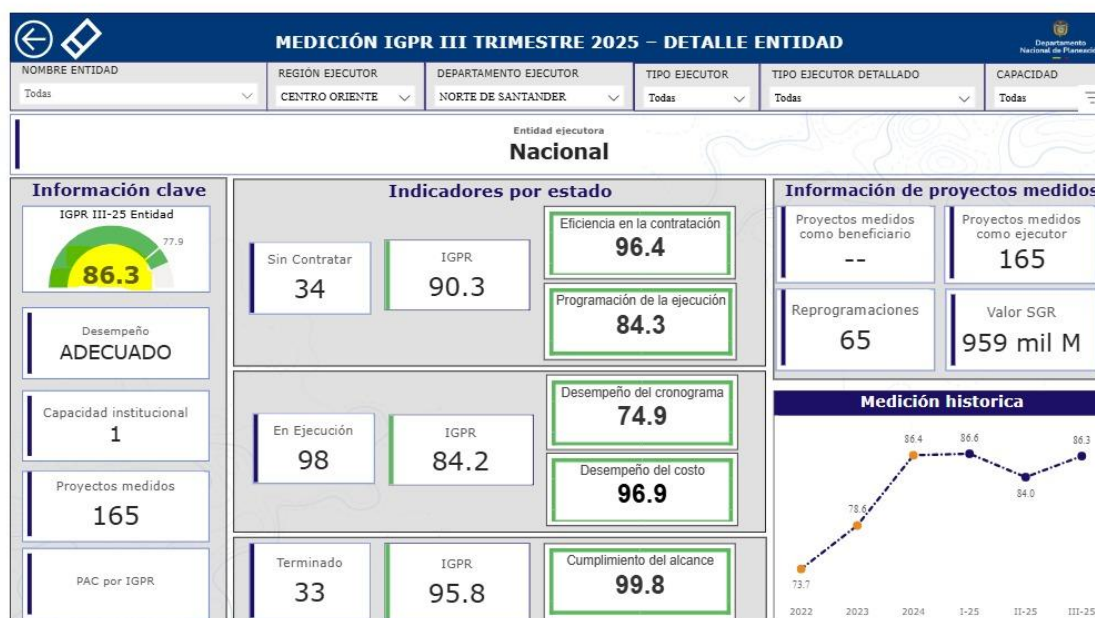 MEDICIÓN IGPR III TRIMESTRE 2025 – DETALLE ENTIDAD
Departamento
Nacional de Planeación
NOMBRE ENTIDAD
Todas
REGIÓN EJECUTOR
CENTRO ORIENTE
DEPARTAMENTO EJECUTOR
NORTE DE SANTANDER
TIPO EJECUTOR
Todas
TIPO EJECUTOR DETALLADO
Todas
CAPACIDAD
Todas
Entidad ejecutora
Nacional
Información clave
IGPR III-25 Entidad
77.9
86.3
Desempeño
ADECUADO
Capacidad institucional
1
Proyectos medidos
165
PAC por IGPR
Indicadores por estado
Sin Contratar
34
IGPR
90.3
Eficiencia en la contratación
96.4
Programación de la ejecución
84.3
En Ejecución
98
IGPR
84.2
Desempeño del cronograma
74.9
Desempeño del costo
96.9
Terminado
33
IGPR
95.8
Cumplimiento del alcance
99.8
Información de proyectos medidos
Proyectos medidos
como beneficiario
--
Proyectos medidos
como ejecutor
165
Reprogramaciones
65
Valor SGR
959 mil M
Medición historica
73.7
78.6
86.4
86.6
84.0
86.3
2022 2023 2024 I-25 II-25 III-25